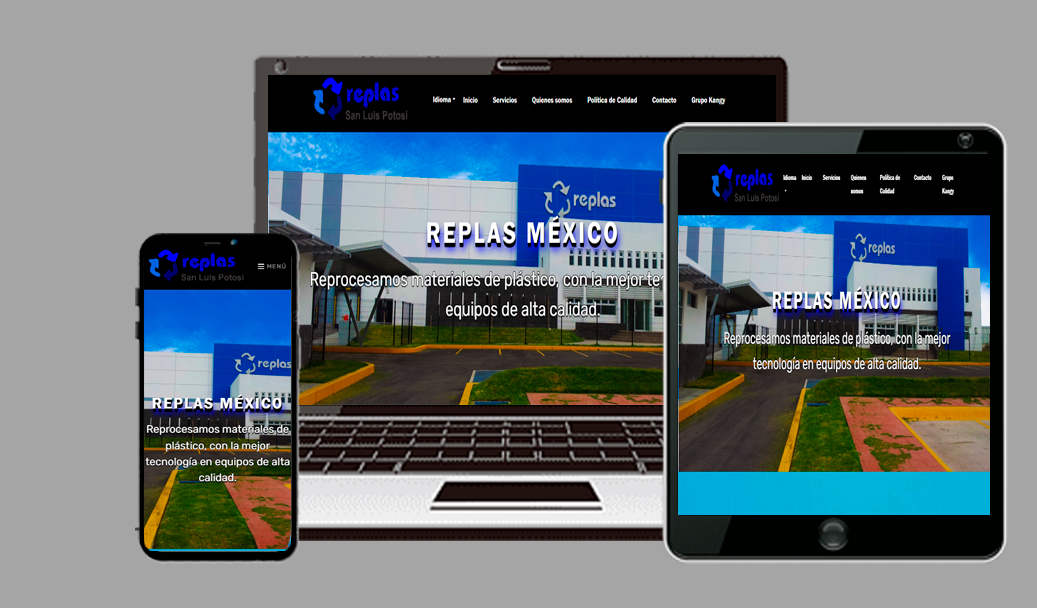 replas
San Luis Potosí
Idioma Inicio Servicios Quienes somos Política de Calidad Contacto Grupo Kangy
replas
REPLAS MÉXICO
Reprocesamos materiales de plástico, con la mejor te
equipos de alta calidad.
replas
San Luis Potosí
MENÚ
replas
REPLAS MÉXICO
Reprocesamos materiales de
plástico, con la mejor
tecnología en equipos de alta
calidad.
replas
San Luis Potosí
Idioma Inicio Servicios Quienes Política de Contacto Grupo
somos Calidad Kangy
replas
REPLAS MÉXICO
Reprocesamos materiales de plástico, con la mejor
tecnología en equipos de alta calidad.